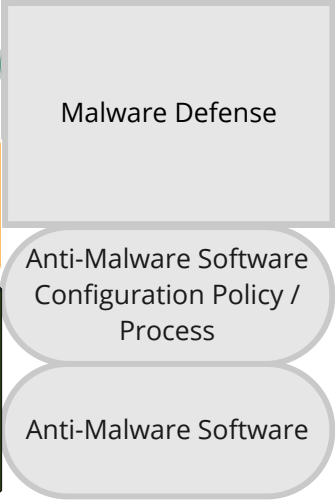 Malware Defense
Anti-Malware Software
Configuration Policy /
Process
Anti-Malware Software